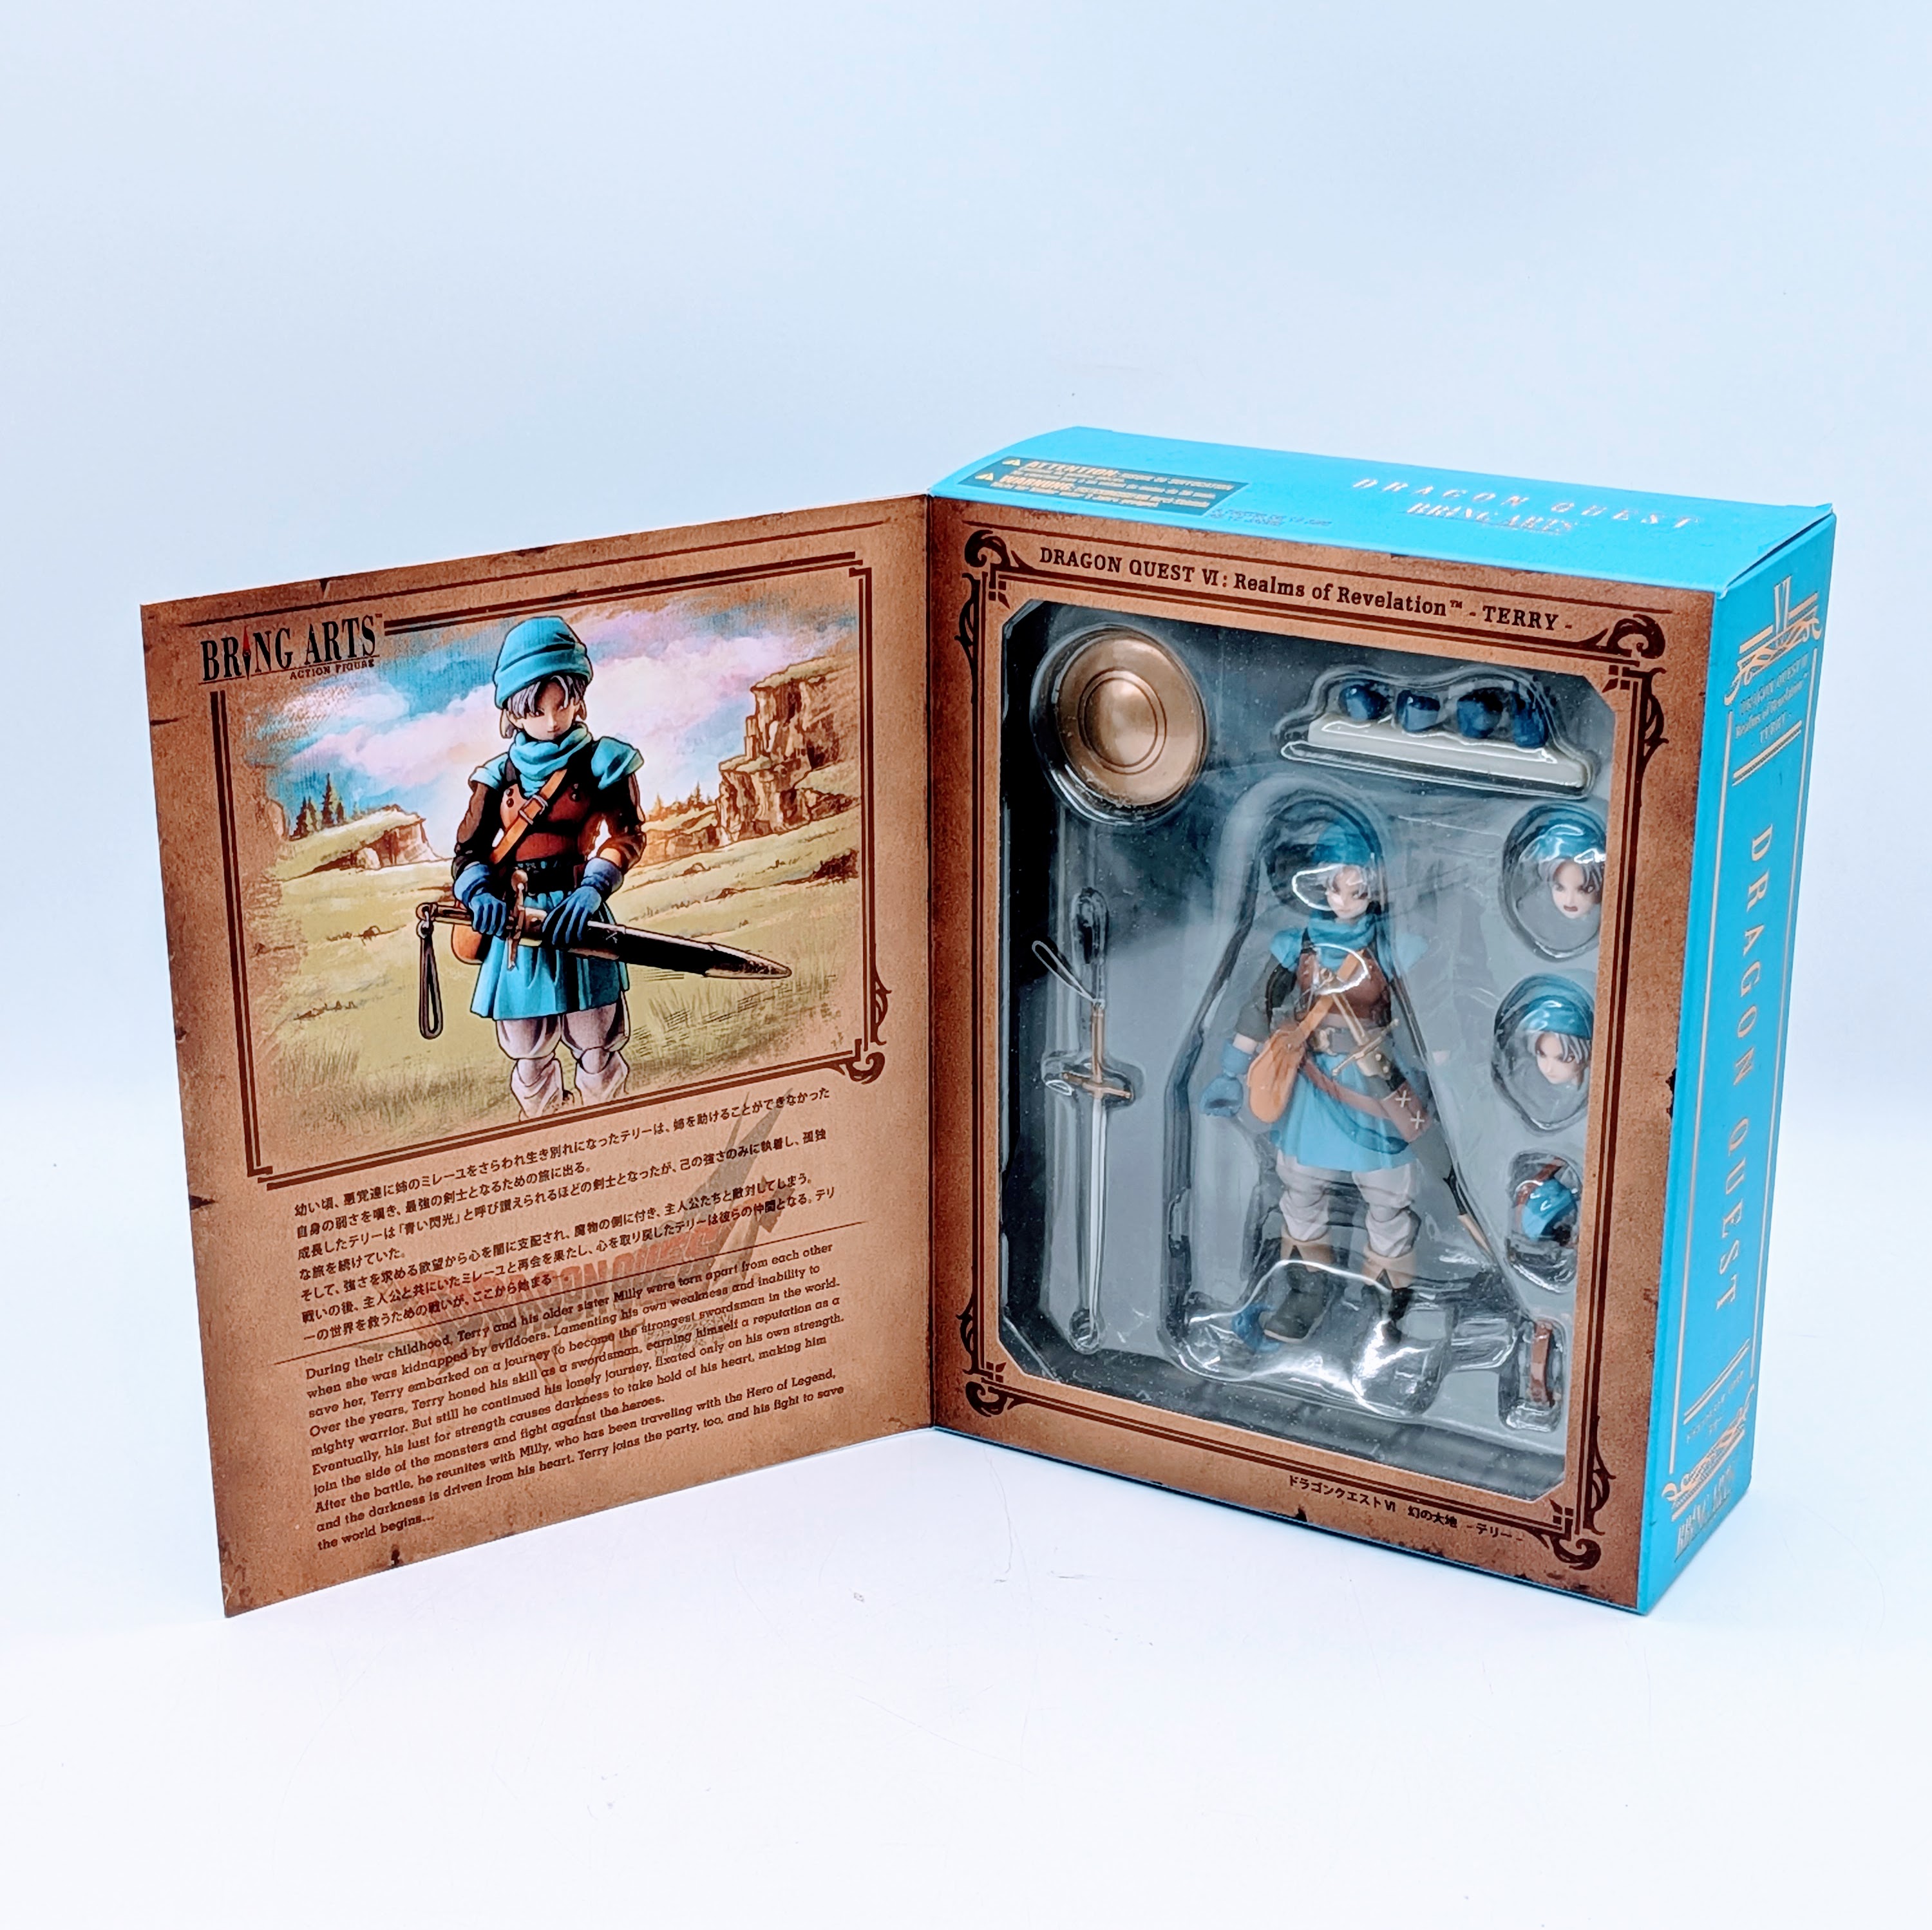 BRING ARTS™
ACTION FIGURE
幼い頃、悪党達に姉のミレーユをさらわれ生き別れになったテリーは、姉を助けることができなかった
自身の弱さを嘆き、最強の剣士となるための旅に出る。
成長したテリーは「青い閃光」と呼び讃えられるほどの剣士となったが、己の強さのみに執着し、孤独
な旅を続けていた。
そして、強さを求める欲望から心を闇に支配され、魔物の側に付き、主人公たちと敵対してしまう。
戦いの後、主人公と共にいたミレーユと再会を果たし、心を取り戻したテリーは彼らの仲間となる。テリ
ーの世界を救うための戦いが、ここから始まる…
During their childhood, Terry and his older sister Milly were torn apart from each other
when she was kidnapped by evildoers. Lamenting his own weakness and inability to
save her, Terry embarked on a journey to become the strongest swordsman in the world.
Over the years, Terry honed his skill as a swordsman, earning himself a reputation as a
mighty warrior. But still he continued his lonely journey, fixated only on his own strength.
Eventually, his lust for strength causes darkness to take hold of his heart, making him
join the side of the monsters and fight against the heroes.
After the battle, he reunites with Milly, who has been traveling with the Hero of Legend,
and the darkness is driven from his heart. Terry joins the party, too, and his fight to save
the world begins...
ATTENTION:
WARNING:
DRAGON QUEST
BRING ARTS
DRAGON QUEST VI: Realms of Revelation™ - TERRY -
ドラゴンクエストVI 幻の大地 - テリー -
VI
DRAGON QUEST VI
Realms of Revelation™
- TERRY -
DRAGON QUEST
BRING ARTS